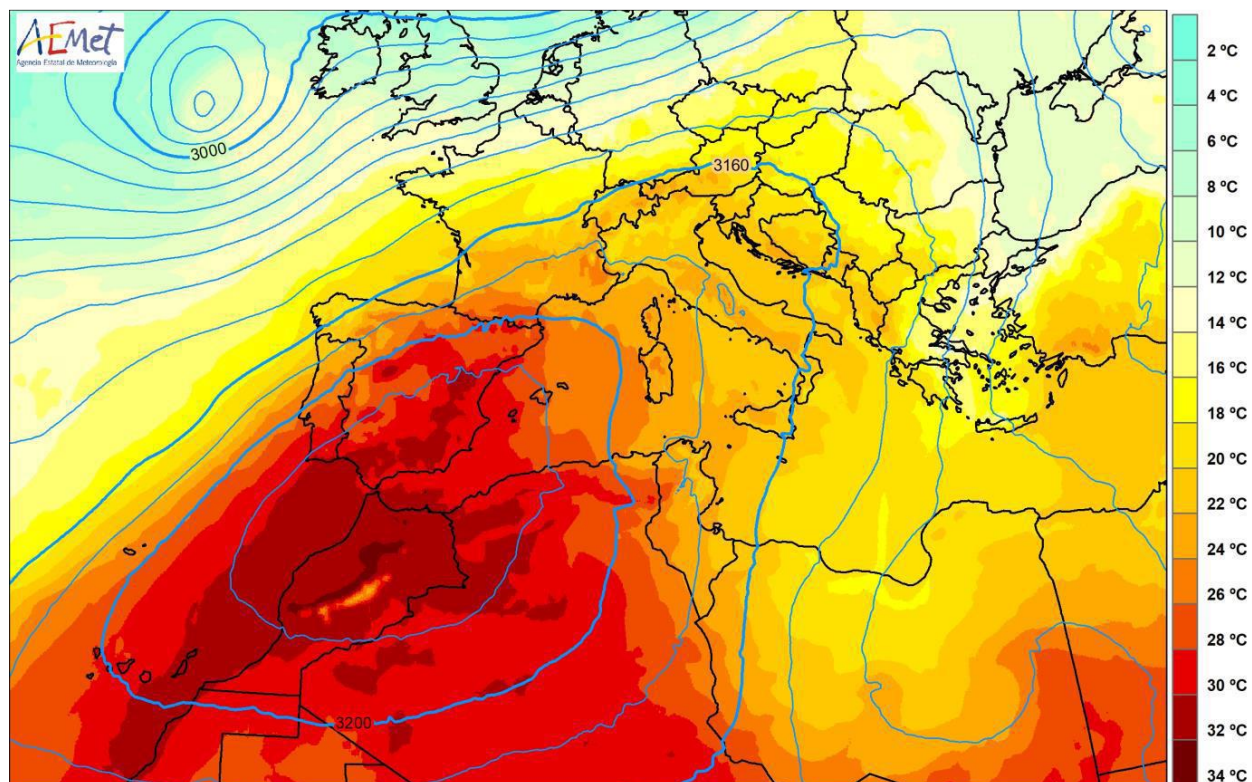 AEMet
Agencia Estatal de Meteorología
3000
3160
3200
2 ºC
4 ºC
6 ºC
8 ºC
10 ºC
12 ºC
14 ºC
16 ºC
18 ºC
20 ºC
22 ºC
24 ºC
26 ºC
28 ºC
30 ºC
32 ºC
34 ºC